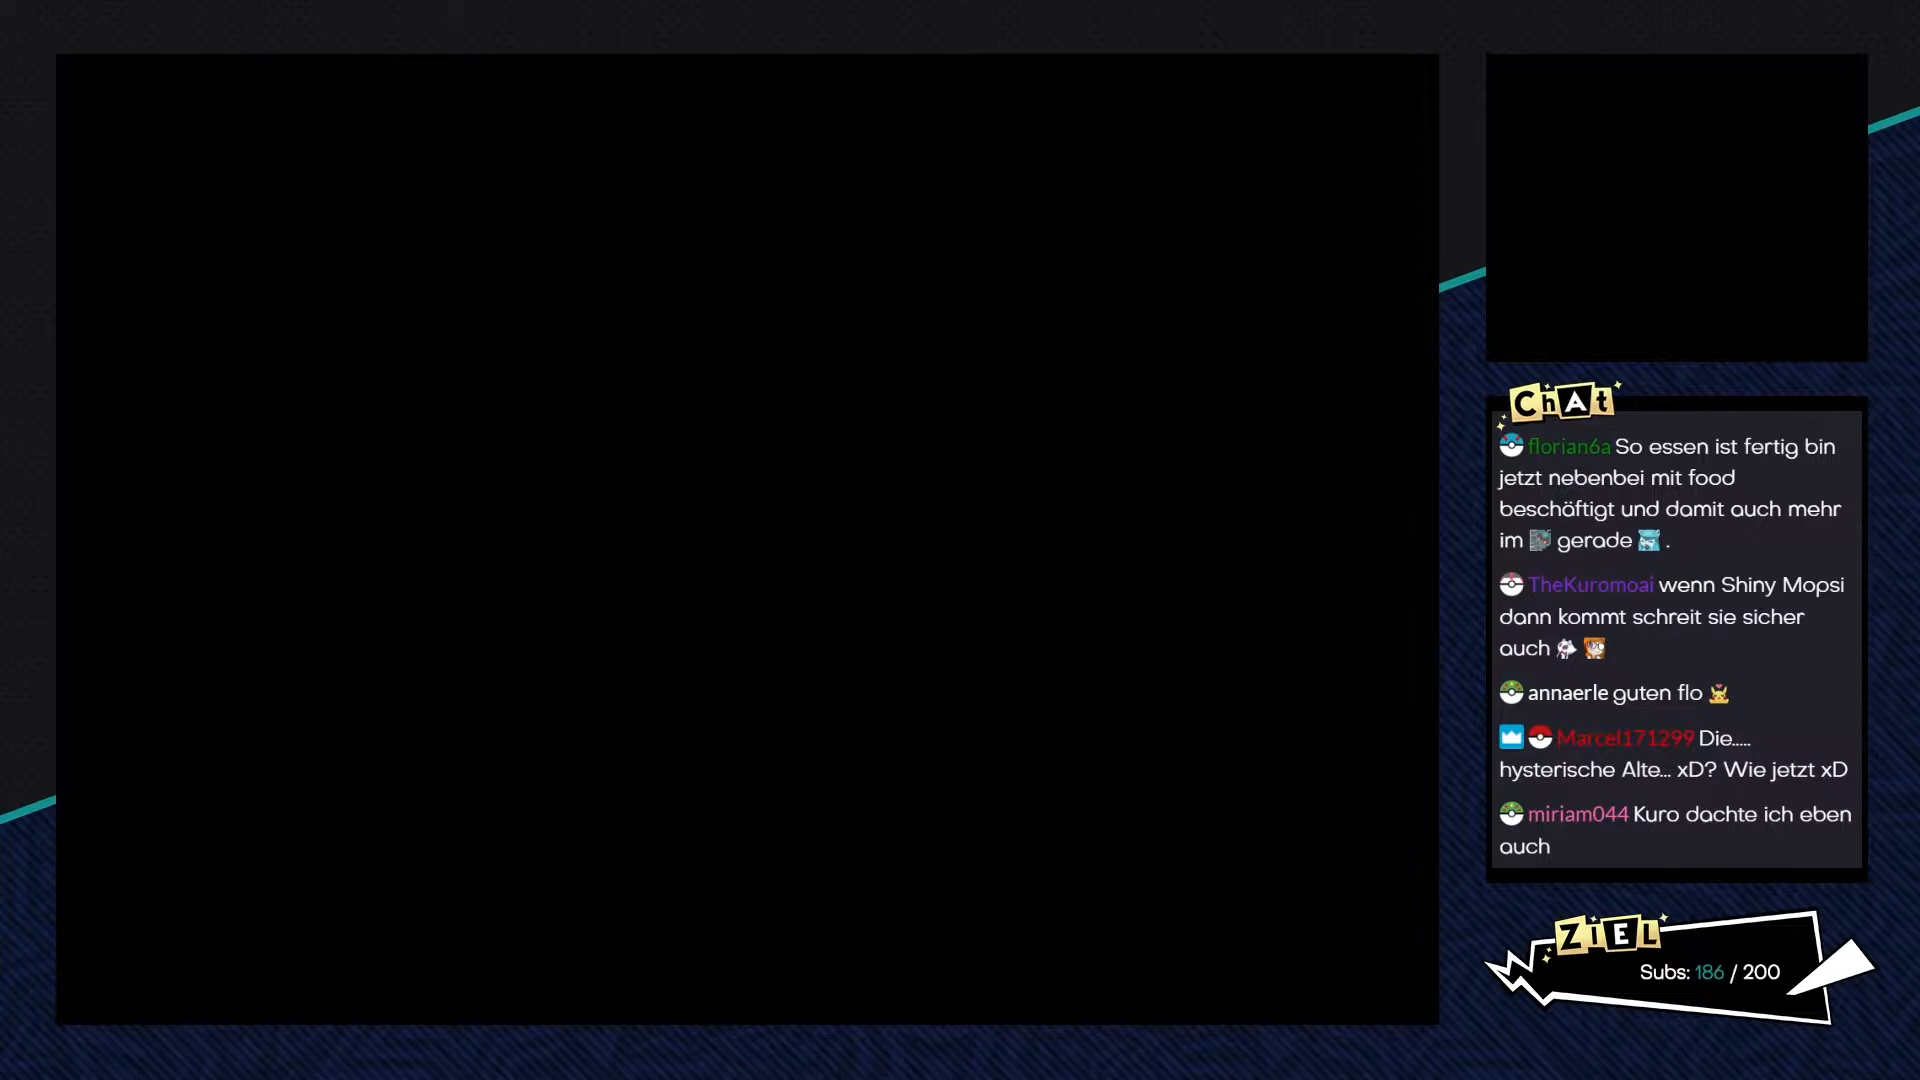 ChAt
florian6a So essen ist fertig bin
jetzt nebenbei mit food
beschäftigt und damit auch mehr
im gerade .
TheKuromoai wenn Shiny Mopsi
dann kommt schreit sie sicher
auch
annaerle guten flo
Marcel171299 Die.....
hysterische Alte... xD? Wie jetzt xD
miriam044 Kuro dachte ich eben
auch
ZiEL
Subs: 186 / 200